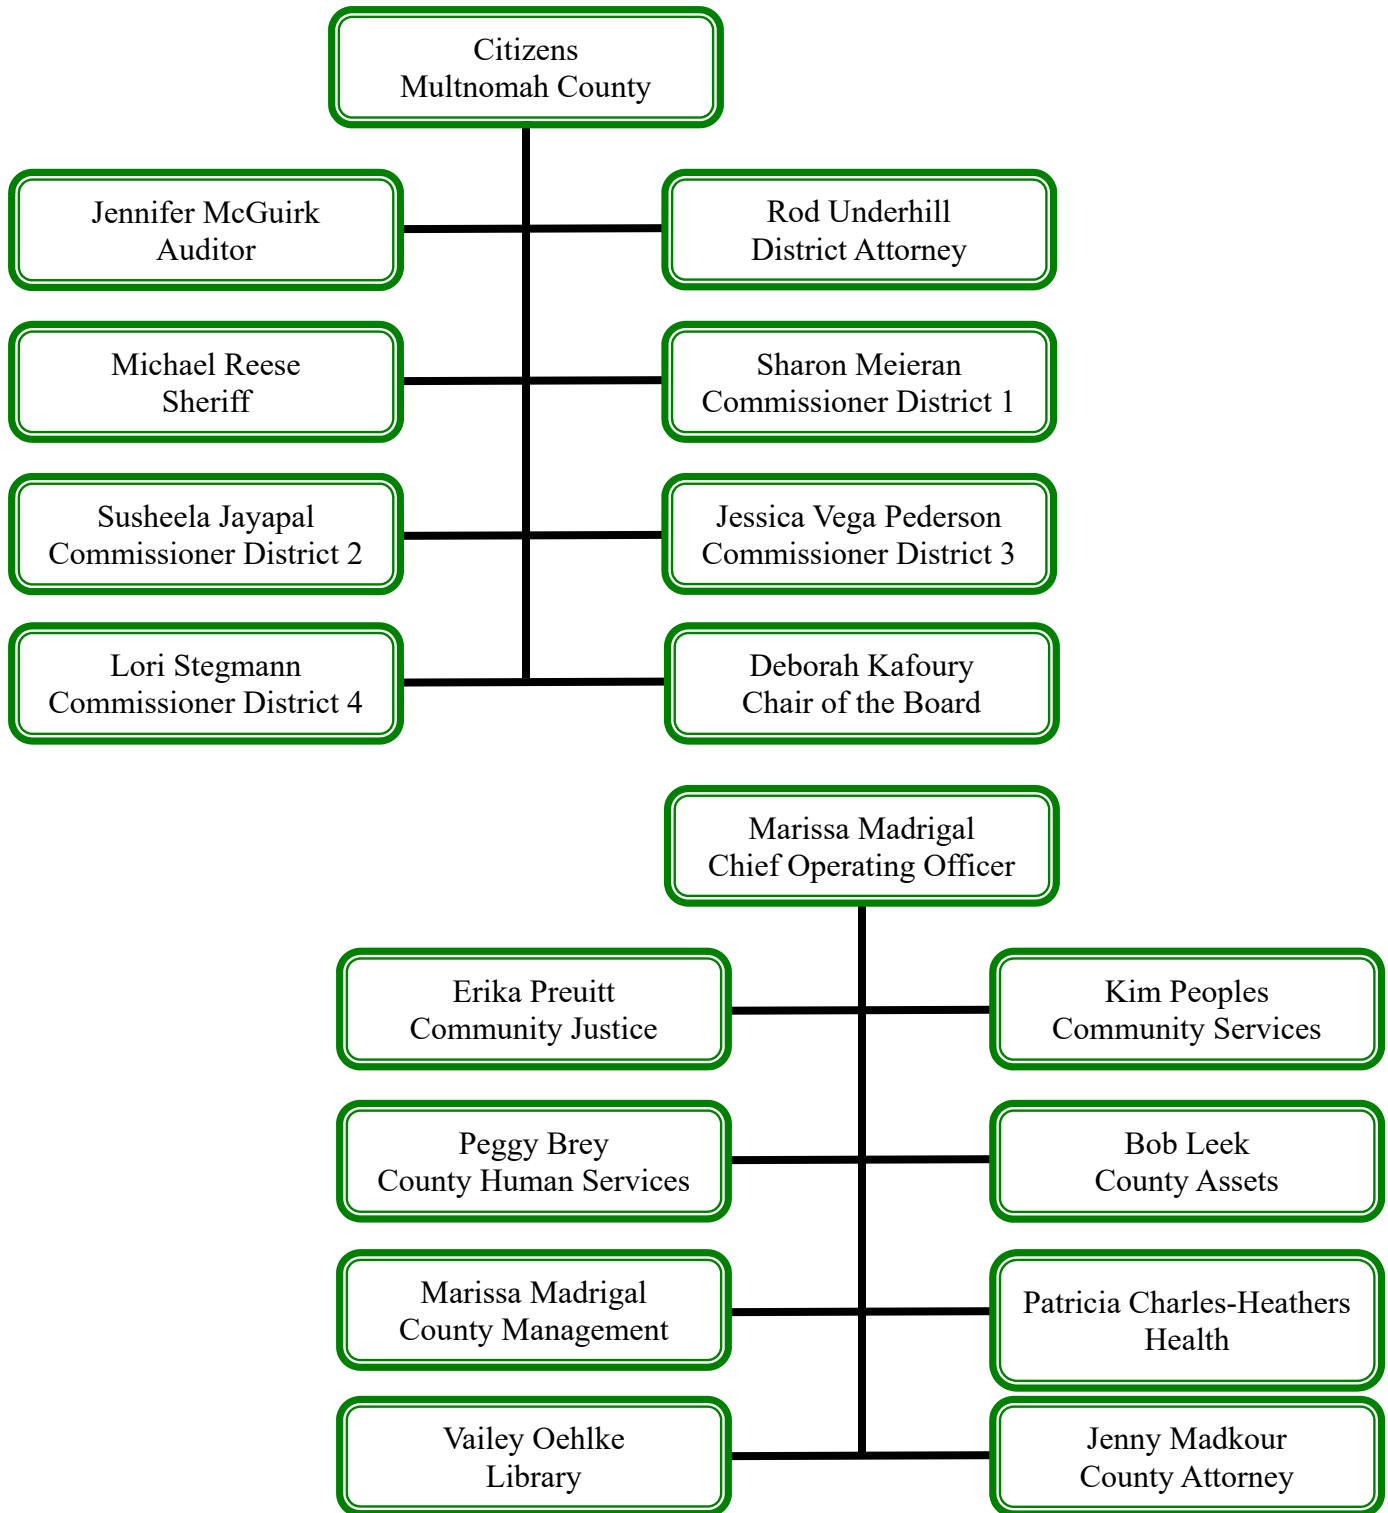 Citizens
Multnomah County
Jennifer McGuirk
Auditor
Rod Underhill
District Attorney
Michael Reese
Sheriff
Sharon Meieran
Commissioner District 1
Susheela Jayapal
Commissioner District 2
Jessica Vega Pederson
Commissioner District 3
Lori Stegmann
Commissioner District 4
Deborah Kafoury
Chair of the Board
Marissa Madrigal
Chief Operating Officer
Erika Preuitt
Community Justice
Kim Peoples
Community Services
Peggy Brey
County Human Services
Bob Leek
County Assets
Marissa Madrigal
County Management
Patricia Charles-Heathers
Health
Vailey Oehlke
Library
Jenny Madkour
County Attorney